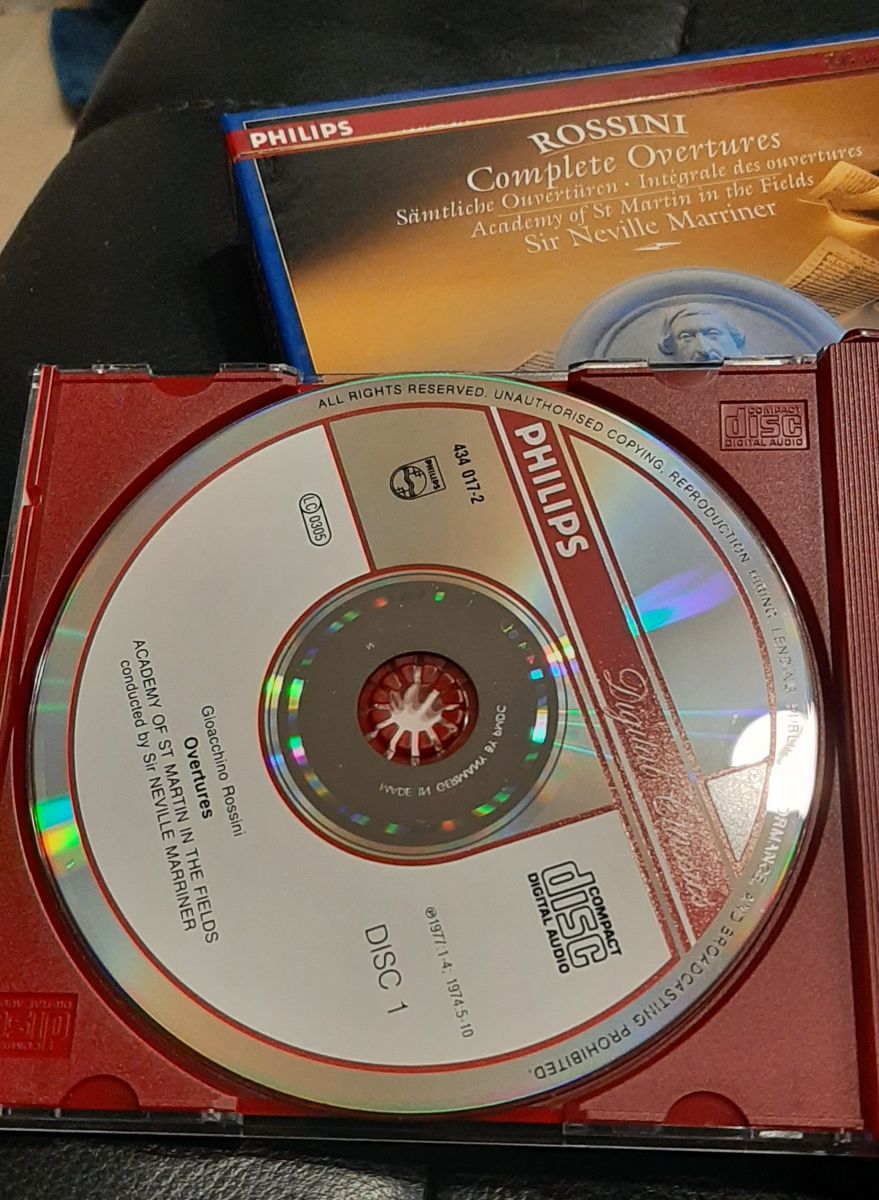 PHILIPS
ROSSINI
Complete Overtures
Sämtliche Ouvertüren · Intégrale des ouvertures
Academy of St Martin in the Fields
Sir Neville Marriner
COMPACT
disc
DIGITAL AUDIO
ALL RIGHTS RESERVED. UNAUTHORISED COPYING, REPRODUCTION, HIRING, LENDING, PUBLIC PERFORMANCE, AND BROADCASTING PROHIBITED.
PHILIPS
Digital Classics
434 017-2
PHILIPS
LC 0305
MADE IN GERMANY BY PMDC
Gioacchino Rossini
Overtures
ACADEMY OF ST MARTIN IN THE FIELDS
conducted by Sir NEVILLE MARRINER
COMPACT
disc
DIGITAL AUDIO
℗1977:1-4; 1974:5-10
DISC 1
disc